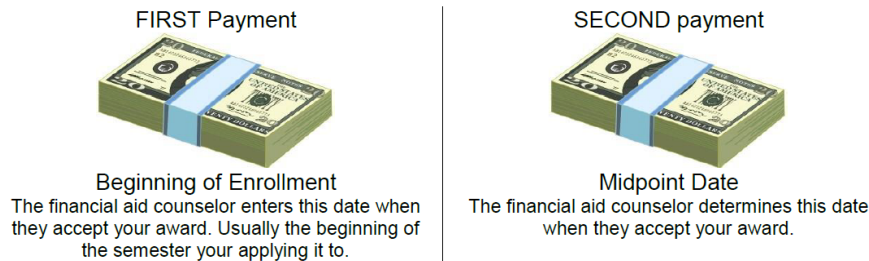 FIRST Payment
Beginning of Enrollment
The financial aid counselor enters this date when
they accept your award. Usually the beginning of
the semester your applying it to.
SECOND payment
Midpoint Date
The financial aid counselor determines this date
when they accept your award.